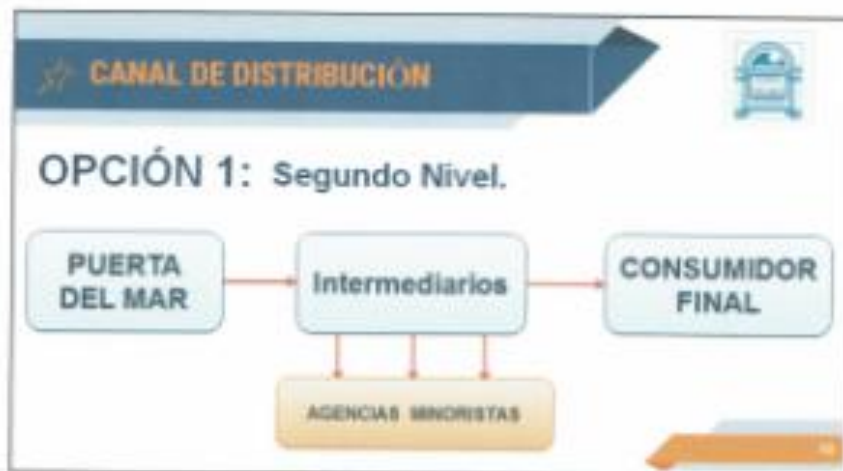 CANAL DE DISTRIBUCIÓN
OPCIÓN 1: Segundo Nivel.
PUERTA
DEL MAR
Intermediarios
CONSUMIDOR
FINAL
AGENCIAS MINORISTAS